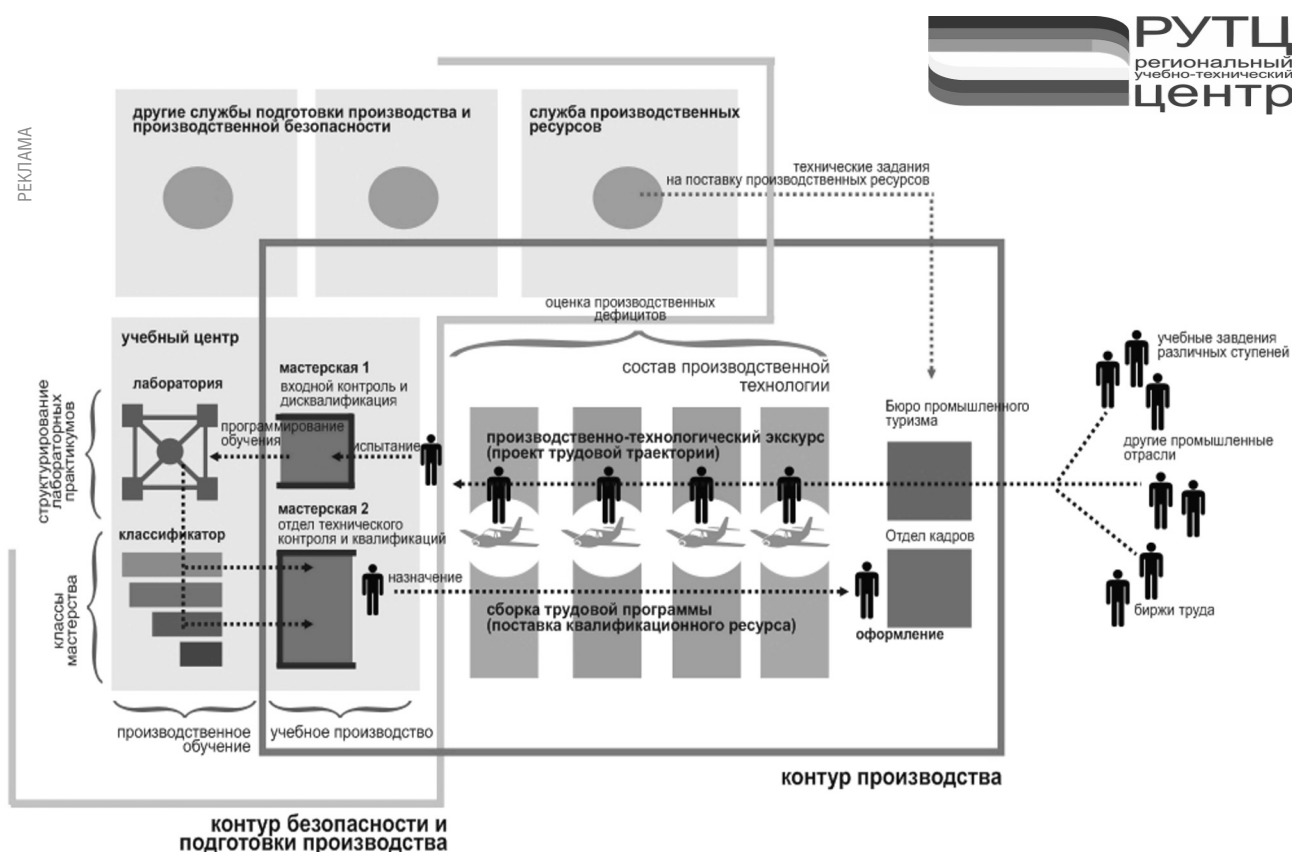 РУТЦ
региональный
учебно-технический
центр
РЕКЛАМА
другие службы подготовки производства и
производственной безопасности
служба производственных
ресурсов
технические задания
на поставку производственных ресурсов
оценка производственных
дефицитов
учебный центр
лаборатория
мастерская 1
входной контроль и
дисквалификация
состав производственной
технологии
учебные завдения
различных ступеней
структурирование
лабораторных
практикумов
программирование
обучения
испытание
производственно-технологический экскурс
(проект трудовой траектории)
Бюро промышленного
туризма
другие промышленные
отрасли
мастерская 2
отдел технического
контроля и квалификаций
классификатор
Отдел кадров
классы
мастерства
назначение
сборка трудовой программы
(поставка квалификационного ресурса)
оформление
биржи труда
производственное
обучение
учебное производство
контур производства
контур безопасности и
подготовки производства